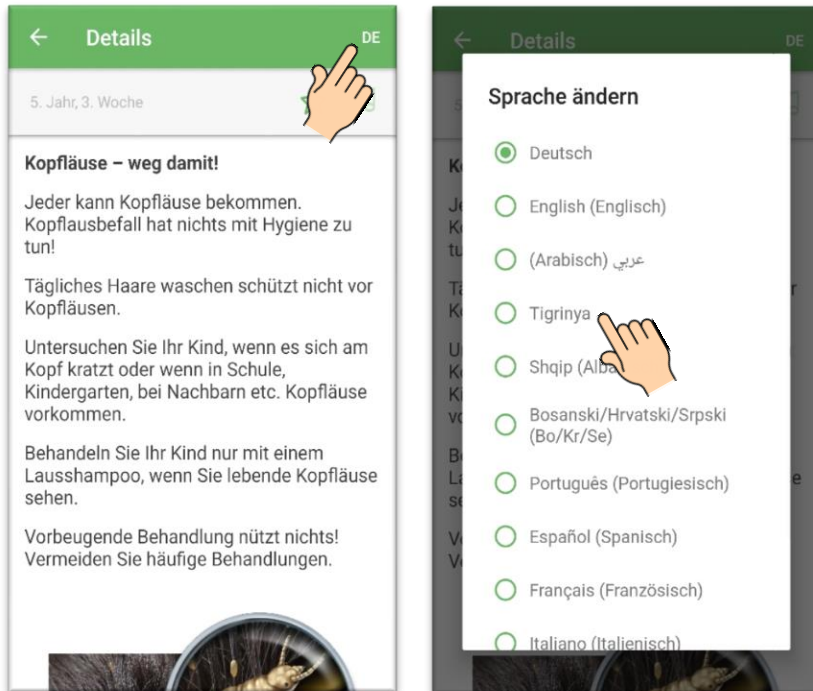 Details
DE
5. Jahr, 3. Woche
Kopfläuse – weg damit!
Jeder kann Kopfläuse bekommen.
Kopflausbefall hat nichts mit Hygiene zu
tun!
Tägliches Haare waschen schützt nicht vor
Kopfläusen.
Untersuchen Sie Ihr Kind, wenn es sich am
Kopf kratzt oder wenn in Schule,
Kindergarten, bei Nachbarn etc. Kopfläuse
vorkommen.
Behandeln Sie Ihr Kind nur mit einem
Lausshampoo, wenn Sie lebende Kopfläuse
sehen.
Vorbeugende Behandlung nützt nichts!
Vermeiden Sie häufige Behandlungen.
Details
DE
Sprache ändern
Deutsch
English (Englisch)
عربي (Arabisch)
Tigrinya
Shqip
Bosanski/Hrvatski/Srpski
(Bo/Kr/Se)
Português (Portugiesisch)
Español (Spanisch)
Français (Französisch)
Italiano (Italienisch)